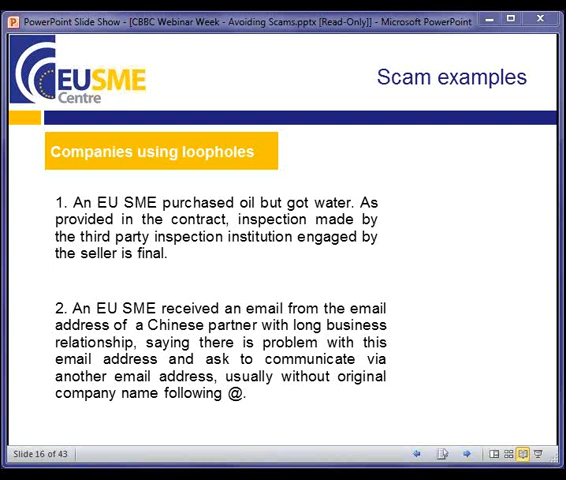 PowerPoint Slide Show - [CBBC Webinar Week - Avoiding Scams.pptx [Read-Only]] - Microsoft PowerPoint
EUSME
Centre
Scam examples
Companies using loopholes
1. An EU SME purchased oil but got water. As
provided in the contract, inspection made by
the third party inspection institution engaged by
the seller is final.
2. An EU SME received an email from the email
address of a Chinese partner with long business
relationship, saying there is problem with this
email address and ask to communicate via
another email address, usually without original
company name following @.
Slide 16 of 43